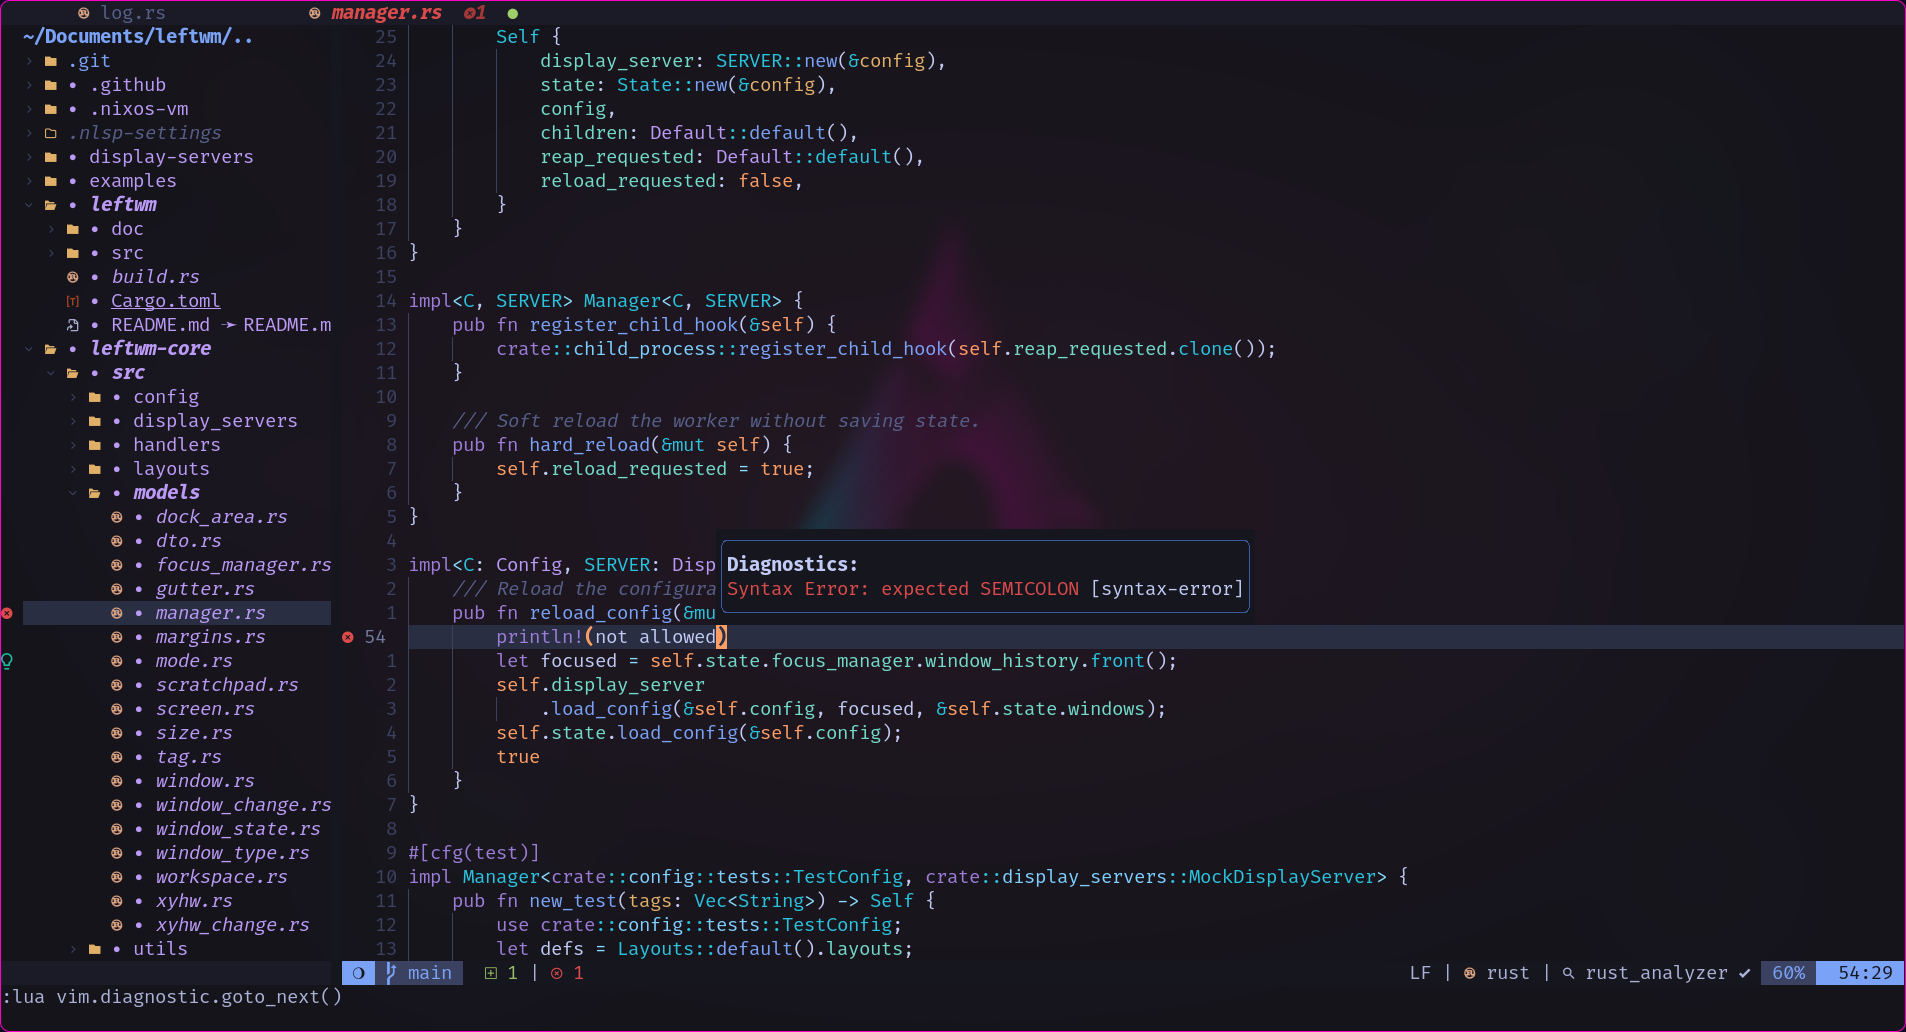 log.rs manager.rs 1
~/Documents/leftwm/..
.git
.github
.nixos-vm
.nlsp-settings
display-servers
examples
leftwm
doc
src
build.rs
Cargo.toml
README.md ➛ README.m
leftwm-core
src
config
display_servers
handlers
layouts
models
dock_area.rs
dto.rs
focus_manager.rs
gutter.rs
manager.rs
margins.rs
mode.rs
scratchpad.rs
screen.rs
size.rs
tag.rs
window.rs
window_change.rs
window_state.rs
window_type.rs
workspace.rs
xyhw.rs
xyhw_change.rs
utils
25 Self {
24 display_server: SERVER::new(&config),
23 state: State::new(&config),
22 config,
21 children: Default::default(),
20 reap_requested: Default::default(),
19 reload_requested: false,
18 }
17 }
16 }
15
14 impl<C, SERVER> Manager<C, SERVER> {
13 pub fn register_child_hook(&self) {
12 crate::child_process::register_child_hook(self.reap_requested.clone());
11 }
10
9 /// Soft reload the worker without saving state.
8 pub fn hard_reload(&mut self) {
7 self.reload_requested = true;
6 }
5 }
4
3 impl<C: Config, SERVER: Disp
2 /// Reload the configura
1 pub fn reload_config(&mu
Diagnostics:
Syntax Error: expected SEMICOLON [syntax-error]
54 println!(not allowed)
1 let focused = self.state.focus_manager.window_history.front();
2 self.display_server
3 .load_config(&self.config, focused, &self.state.windows);
4 self.state.load_config(&self.config);
5 true
6 }
7 }
8
9 #[cfg(test)]
10 impl Manager<crate::config::tests::TestConfig, crate::display_servers::MockDisplayServer> {
11 pub fn new_test(tags: Vec<String>) -> Self {
12 use crate::config::tests::TestConfig;
13 let defs = Layouts::default().layouts;
main 1 | 1 LF | rust | rust_analyzer ✓ 60% 54:29
:lua vim.diagnostic.goto_next()